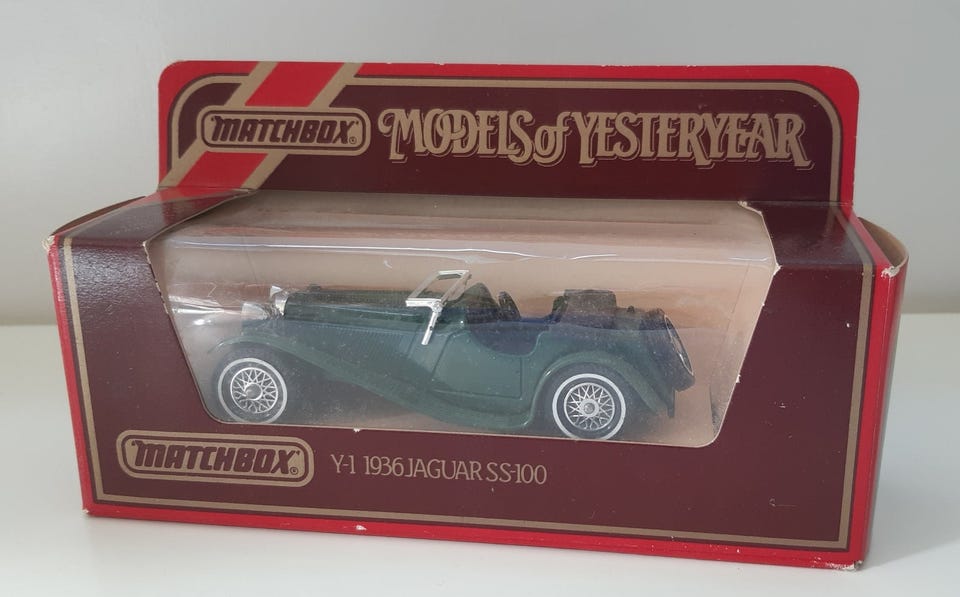 MATCHBOX®
MODELS of YESTERYEAR
MATCHBOX®
Y-1 1936 JAGUAR SS-100